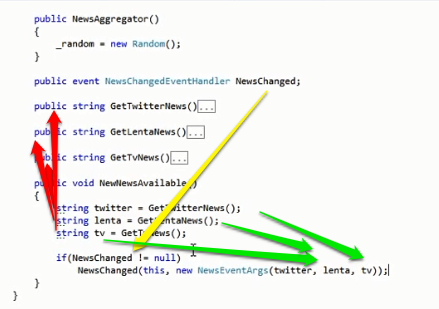 public NewsAggregator()
{
_random = new Random();
}
public event NewsChangedEventHandler NewsChanged;
public string GetTwitterNews()...
public string GetLentaNews()...
public string GetTvNews()...
public void NewNewsAvailable()
{
string twitter = GetTwitterNews();
string lenta = GetLentaNews();
string tv = GetTvNews();
if(NewsChanged != null)
NewsChanged(this, new NewsEventArgs(twitter, lenta, tv));
}
}